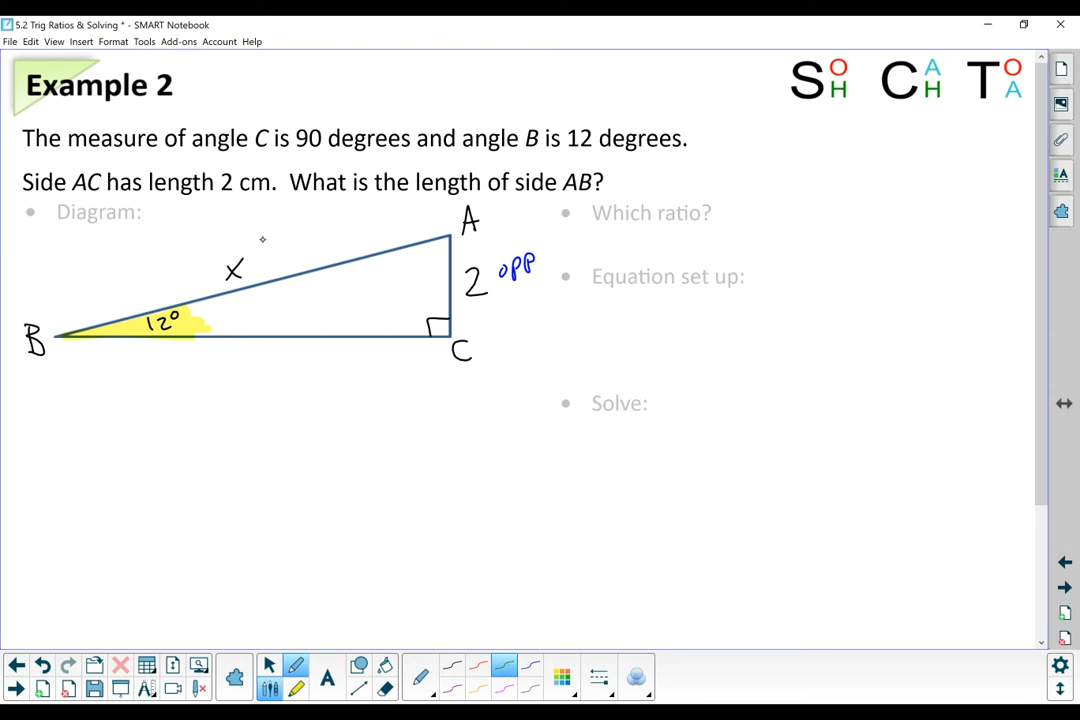 5.2 Trig Ratios & Solving * - SMART Notebook
File Edit View Insert Format Tools Add-ons Account Help
Example 2
S O H C A H T O A
The measure of angle C is 90 degrees and angle B is 12 degrees.
Side AC has length 2 cm. What is the length of side AB?
Diagram:
Which ratio?
A
x
2 opp
Equation set up:
12°
B
C
Solve: